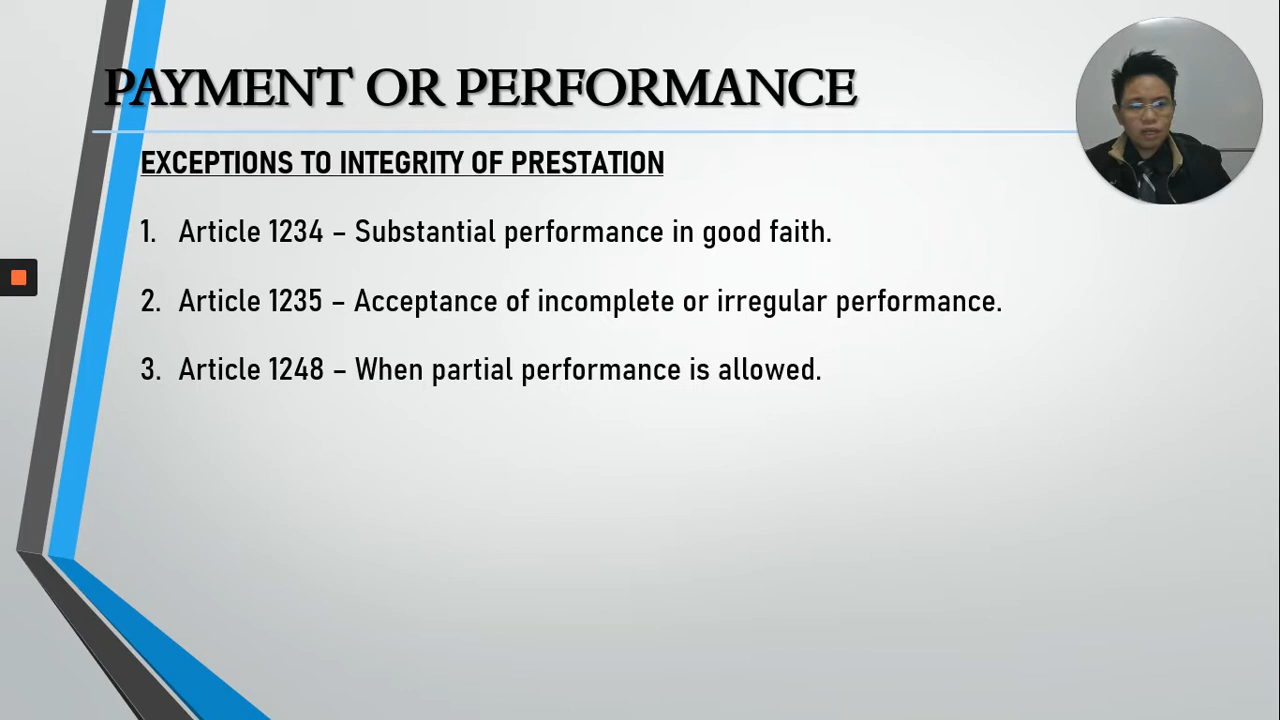 PAYMENT OR PERFORMANCE
EXCEPTIONS TO INTEGRITY OF PRESTATION
1. Article 1234 – Substantial performance in good faith.
2. Article 1235 – Acceptance of incomplete or irregular performance.
3. Article 1248 – When partial performance is allowed.